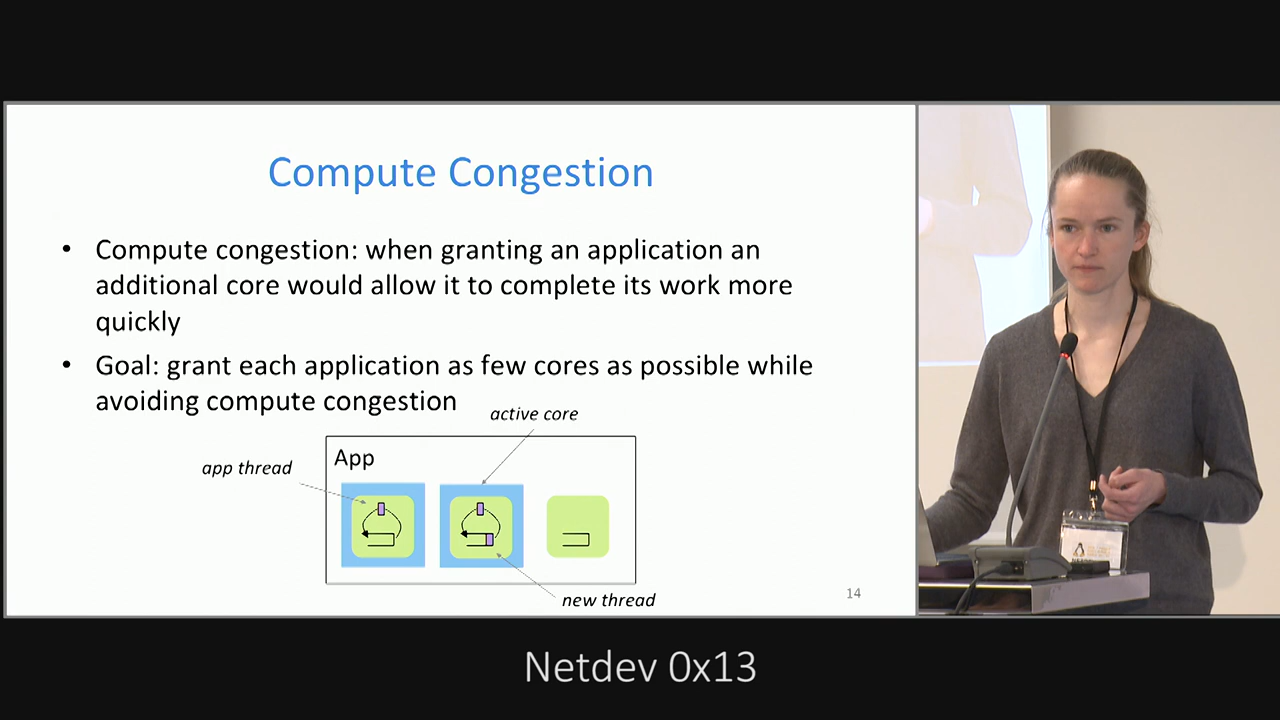 Compute Congestion
• Compute congestion: when granting an application an
additional core would allow it to complete its work more
quickly
• Goal: grant each application as few cores as possible while
avoiding compute congestion
active core
app thread
App
new thread
14
Netdev 0x13